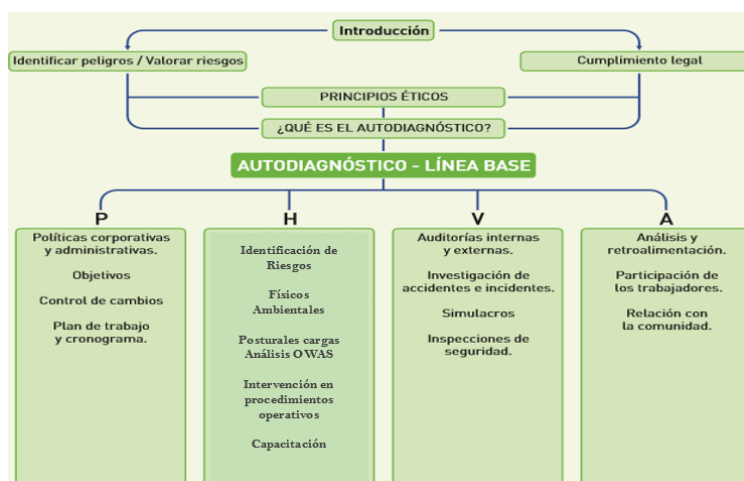 Introducción
Identificar peligros / Valorar riesgos
Cumplimiento legal
PRINCIPIOS ÉTICOS
¿QUÉ ES EL AUTODIAGNÓSTICO?
AUTODIAGNÓSTICO - LÍNEA BASE
P
Políticas corporativas
y administrativas.
Objetivos
Control de cambios
Plan de trabajo
y cronograma.
H
Identificación de
Riesgos
Físicos
Ambientales
Posturales cargas
Análisis OWAS
Intervención en
procedimientos
operativos
Capacitación
V
Auditorías internas
y externas.
Investigación de
accidentes e incidentes.
Simulacros
Inspecciones de
seguridad.
A
Análisis y
retroalimentación.
Participación de
los trabajadores.
Relación con
la comunidad.